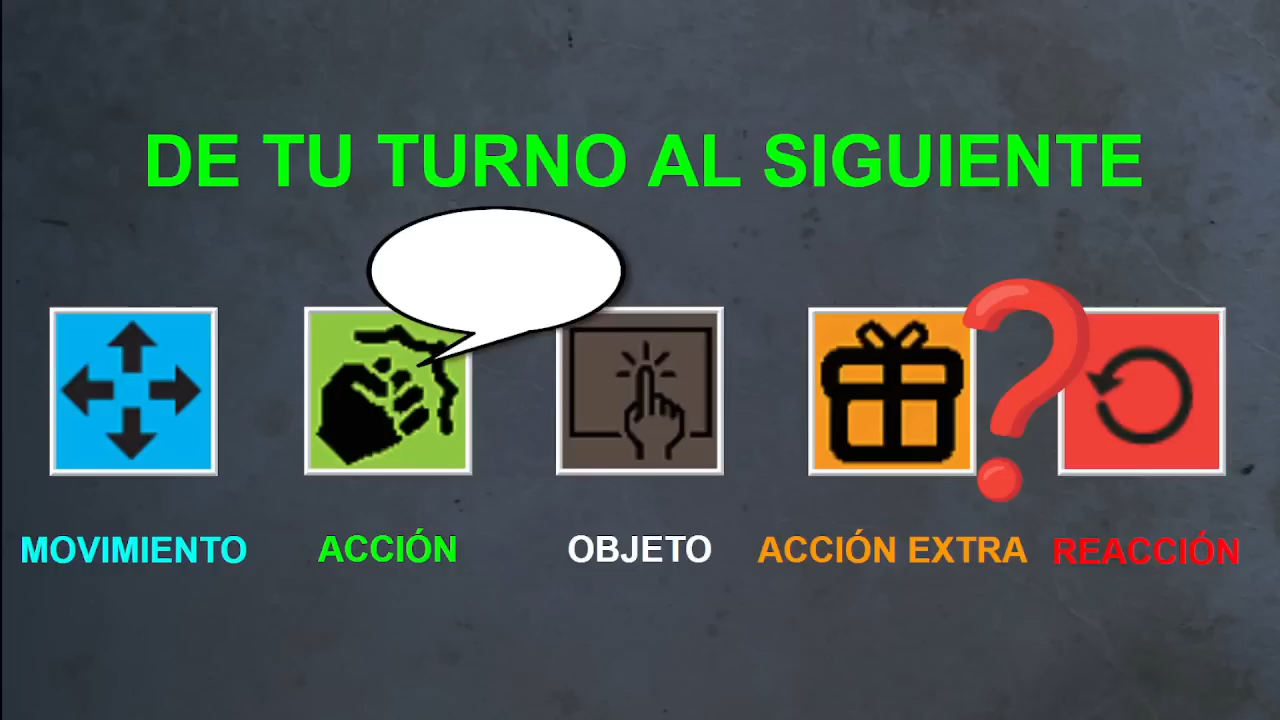 DE TU TURNO AL SIGUIENTE
MOVIMIENTO
ACCIÓN
OBJETO
ACCIÓN EXTRA
REACCIÓN